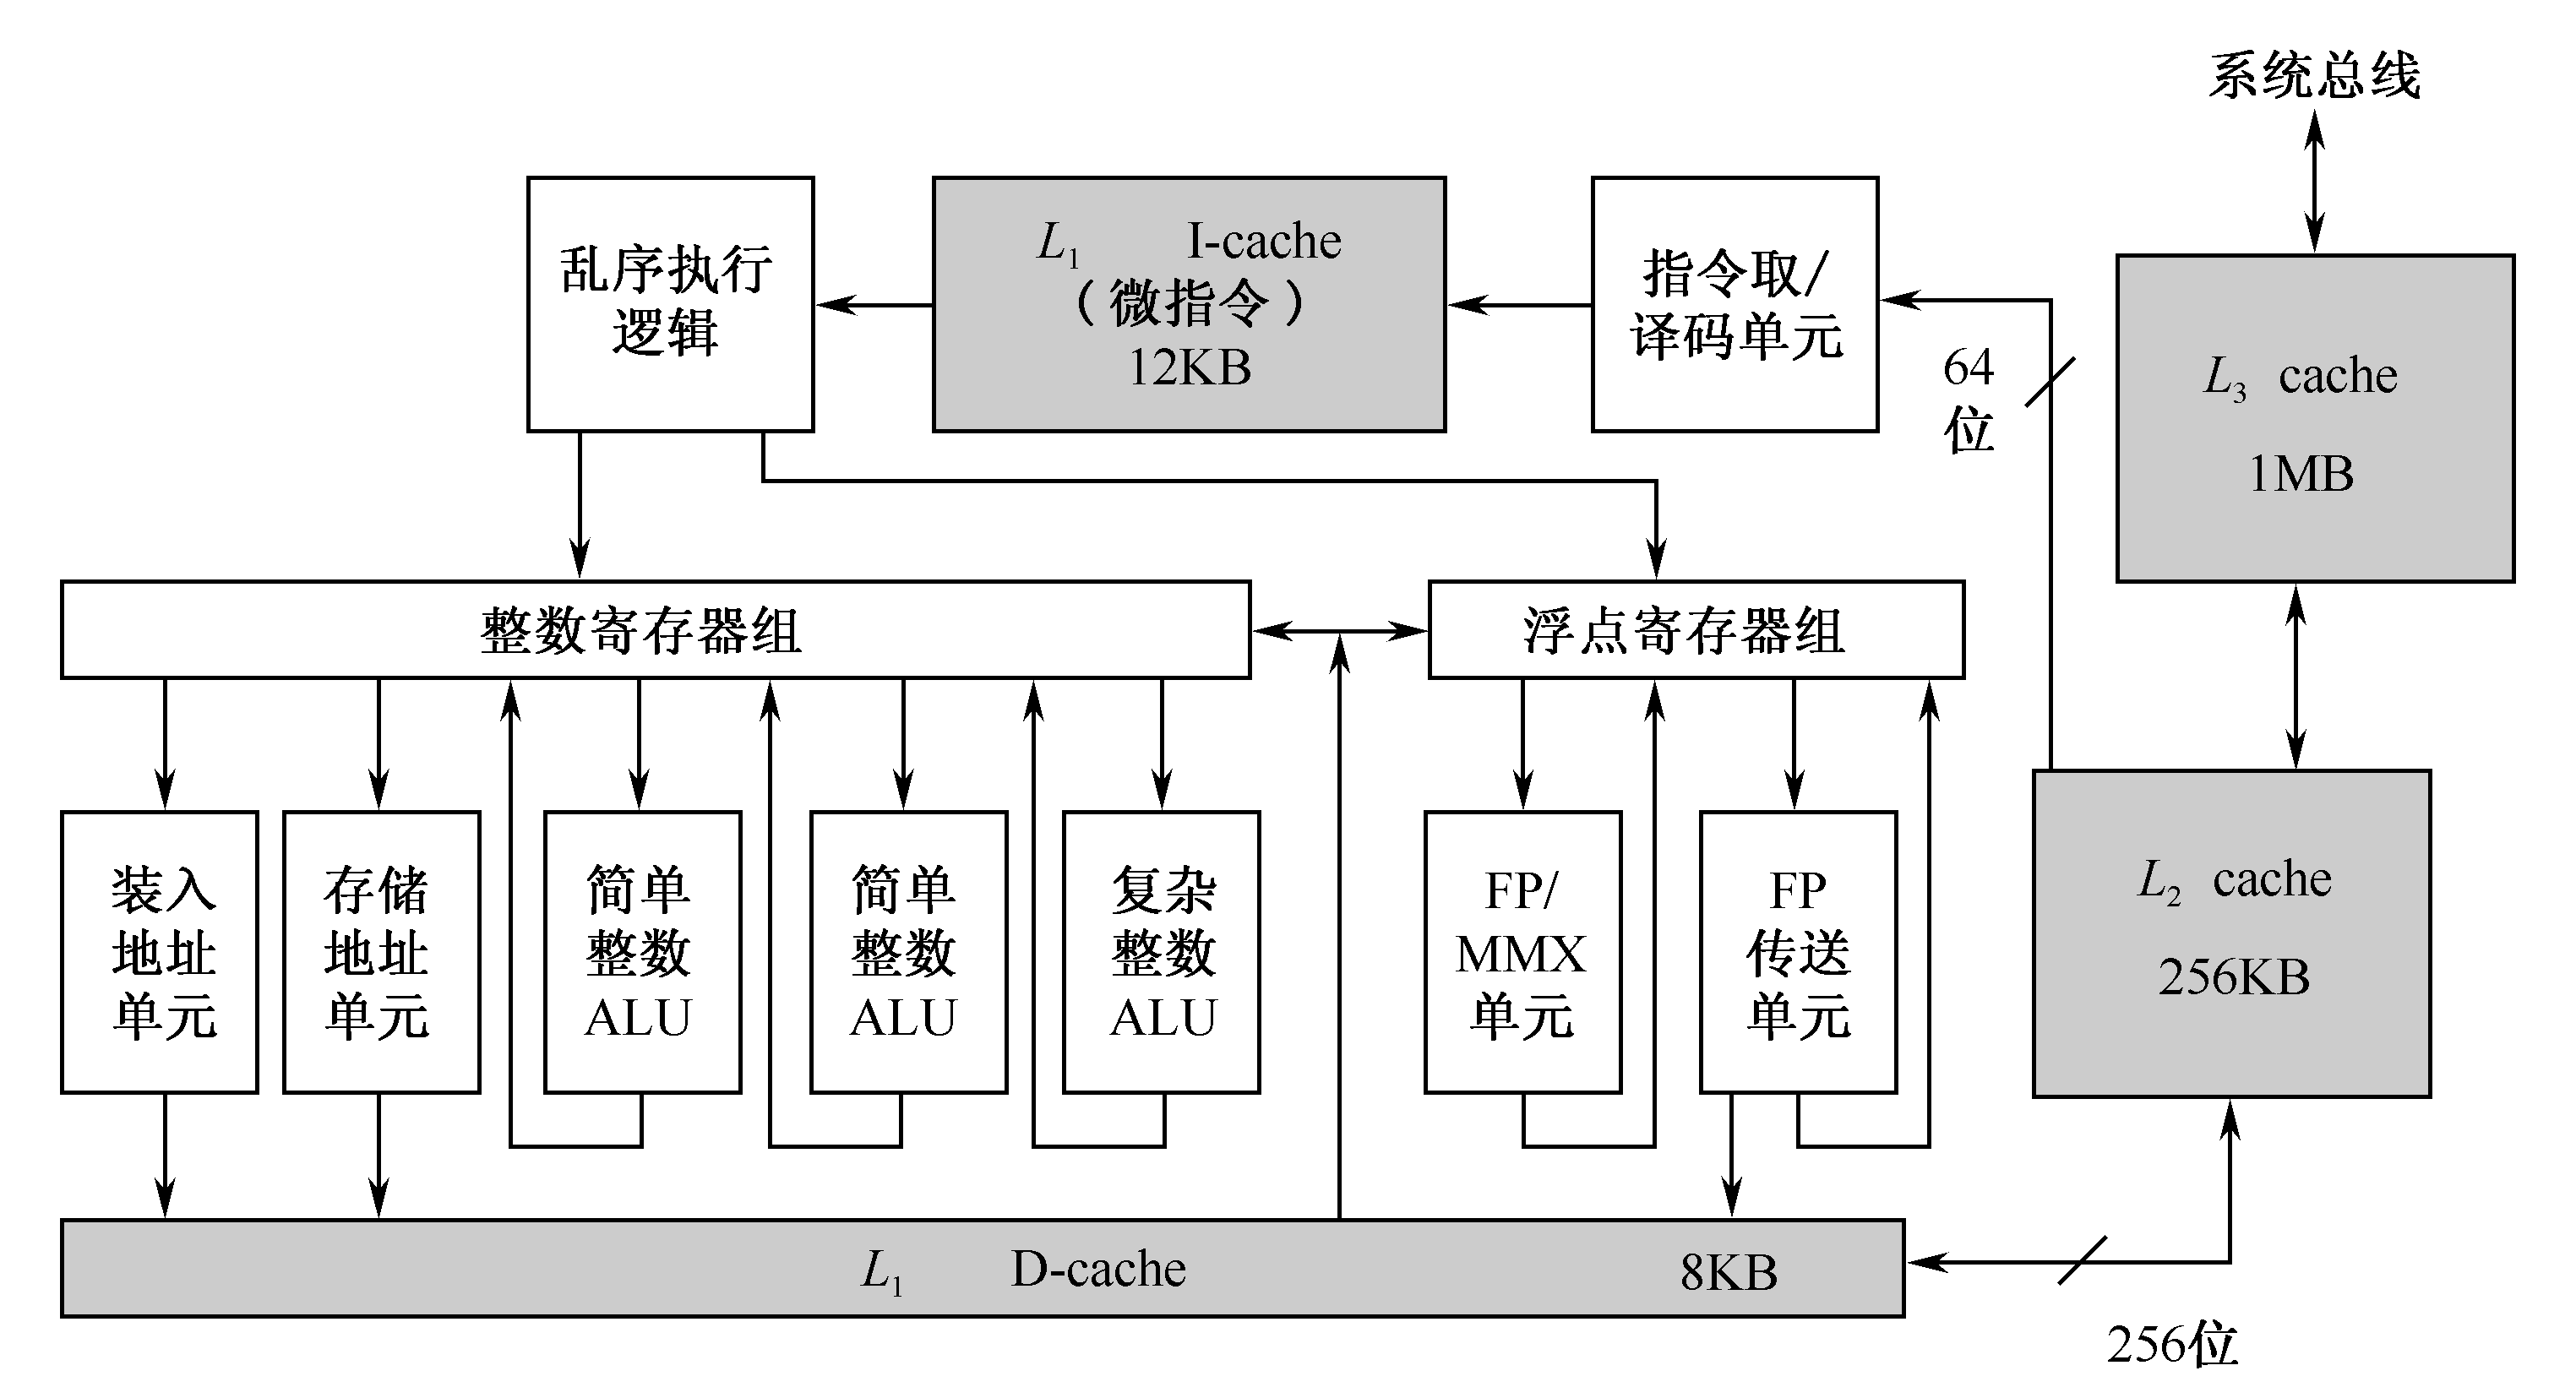 系统总线
乱序执行
逻辑
L1 I-cache
（微指令）
12KB
指令取/
译码单元
64
位
L3 cache
1MB
整数寄存器组
浮点寄存器组
装入
地址
单元
存储
地址
单元
简单
整数
ALU
简单
整数
ALU
复杂
整数
ALU
FP/
MMX
单元
FP
传送
单元
L2 cache
256KB
L1 D-cache 8KB
256位